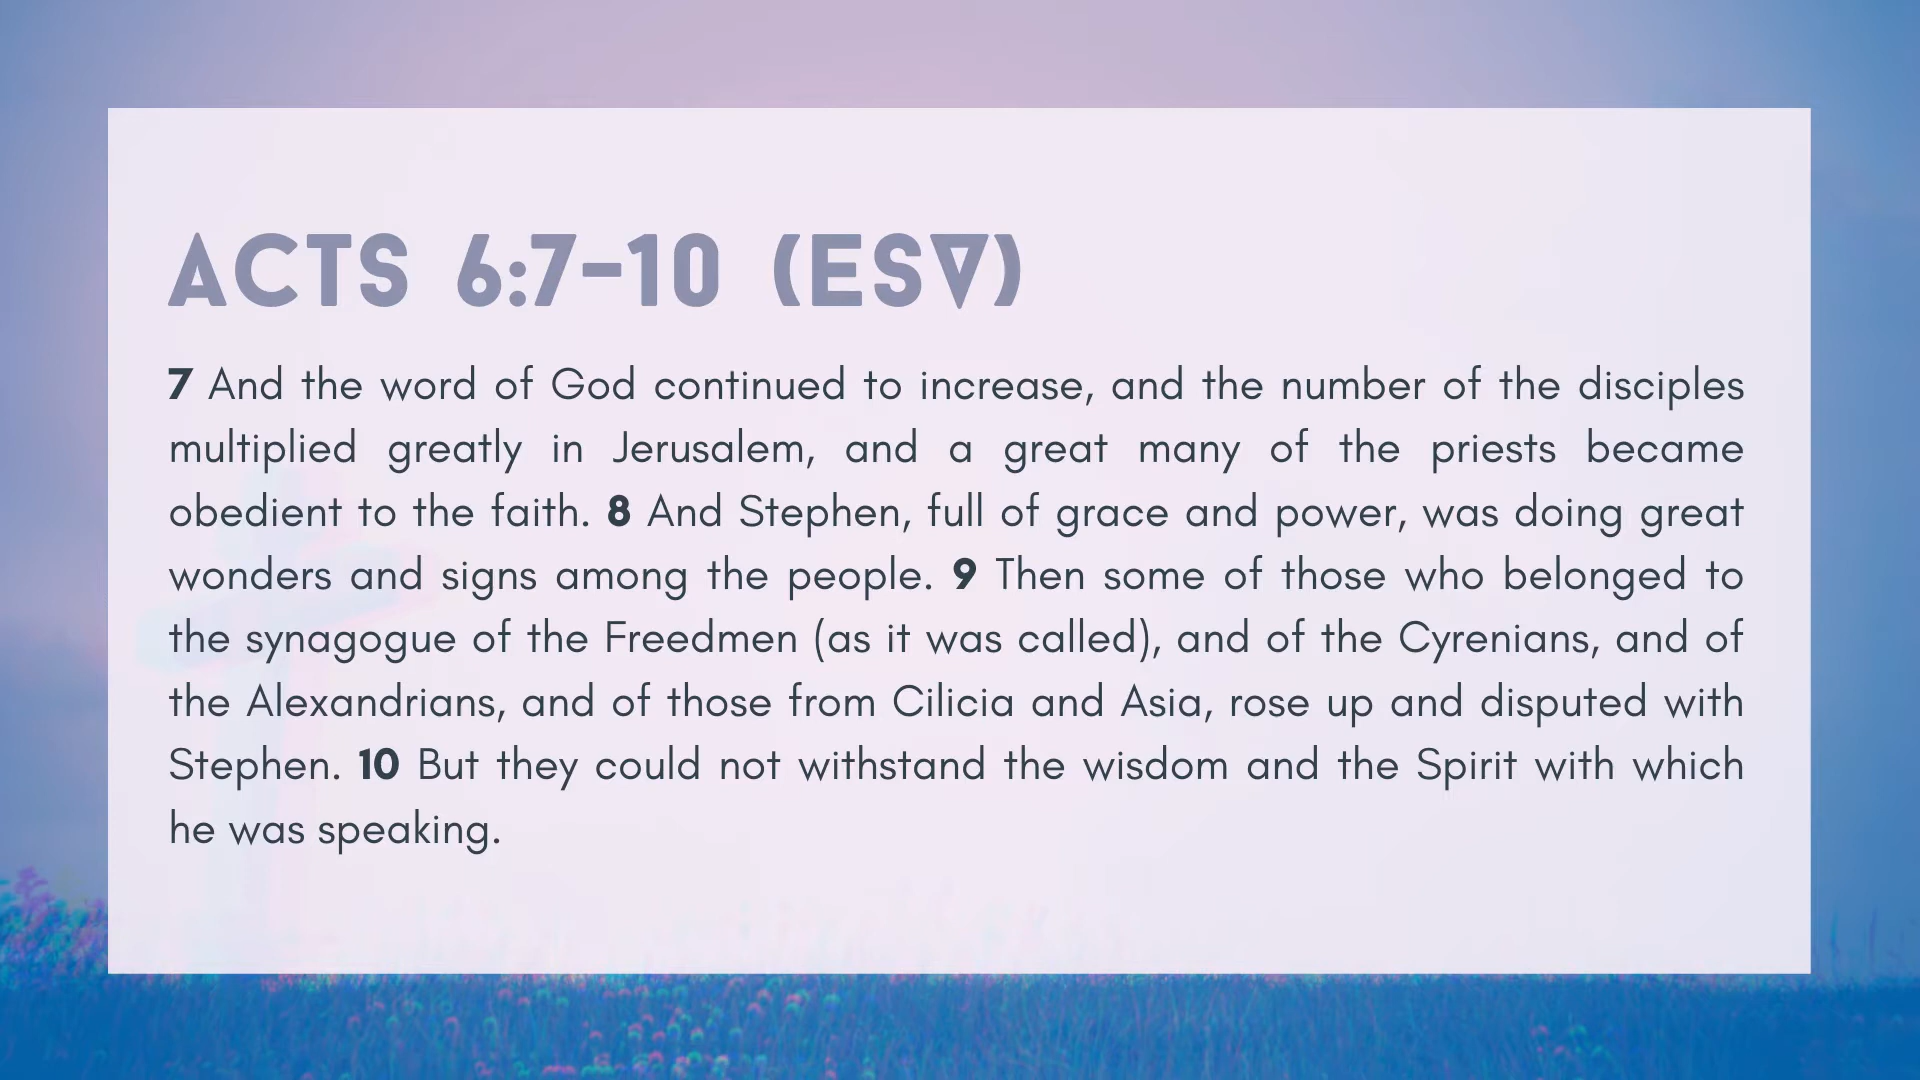 ACTS 6:7-10 (ESV)
7 And the word of God continued to increase, and the number of the disciples
multiplied greatly in Jerusalem, and a great many of the priests became
obedient to the faith. 8 And Stephen, full of grace and power, was doing great
wonders and signs among the people. 9 Then some of those who belonged to
the synagogue of the Freedmen (as it was called), and of the Cyrenians, and of
the Alexandrians, and of those from Cilicia and Asia, rose up and disputed with
Stephen. 10 But they could not withstand the wisdom and the Spirit with which
he was speaking.